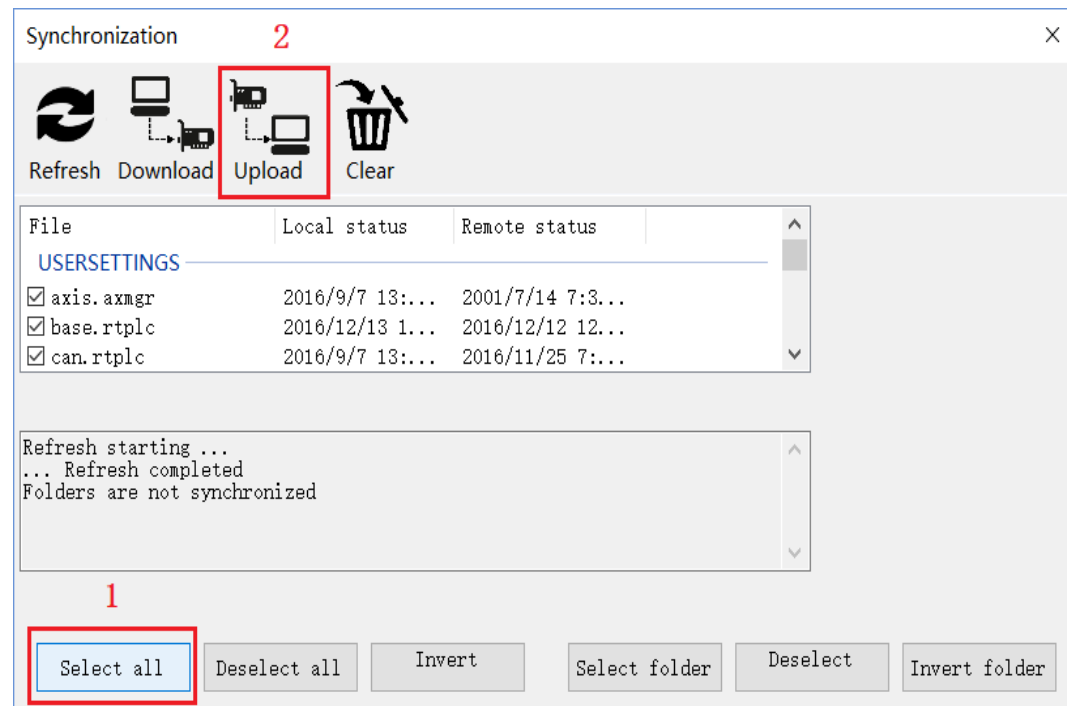 Synchronization 2
Refresh Download Upload Clear
File Local status Remote status
USERSETTINGS
axis.axmgr 2016/9/7 13:... 2001/7/14 7:3...
base.rtplc 2016/12/13 1... 2016/12/12 12...
can.rtplc 2016/9/7 13:... 2016/11/25 7:...
Refresh starting ...
... Refresh completed
Folders are not synchronized
1
Select all Deselect all Invert Select folder Deselect Invert folder